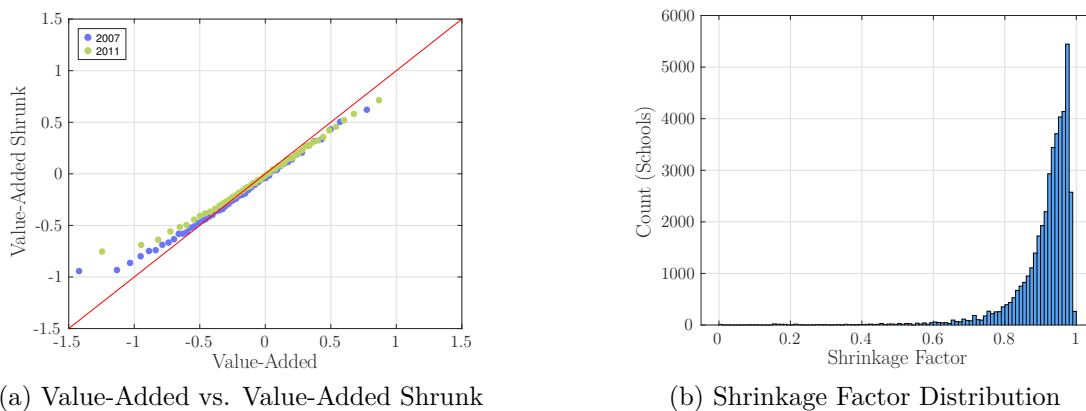 1.5
1
0.5
0
-0.5
-1
-1.5
Value-Added Shrunk
2007
2011
-1.5 -1 -0.5 0 0.5 1 1.5
Value-Added
(a) Value-Added vs. Value-Added Shrunk
6000
5000
4000
3000
2000
1000
0
Count (Schools)
0 0.2 0.4 0.6 0.8 1
Shrinkage Factor
(b) Shrinkage Factor Distribution